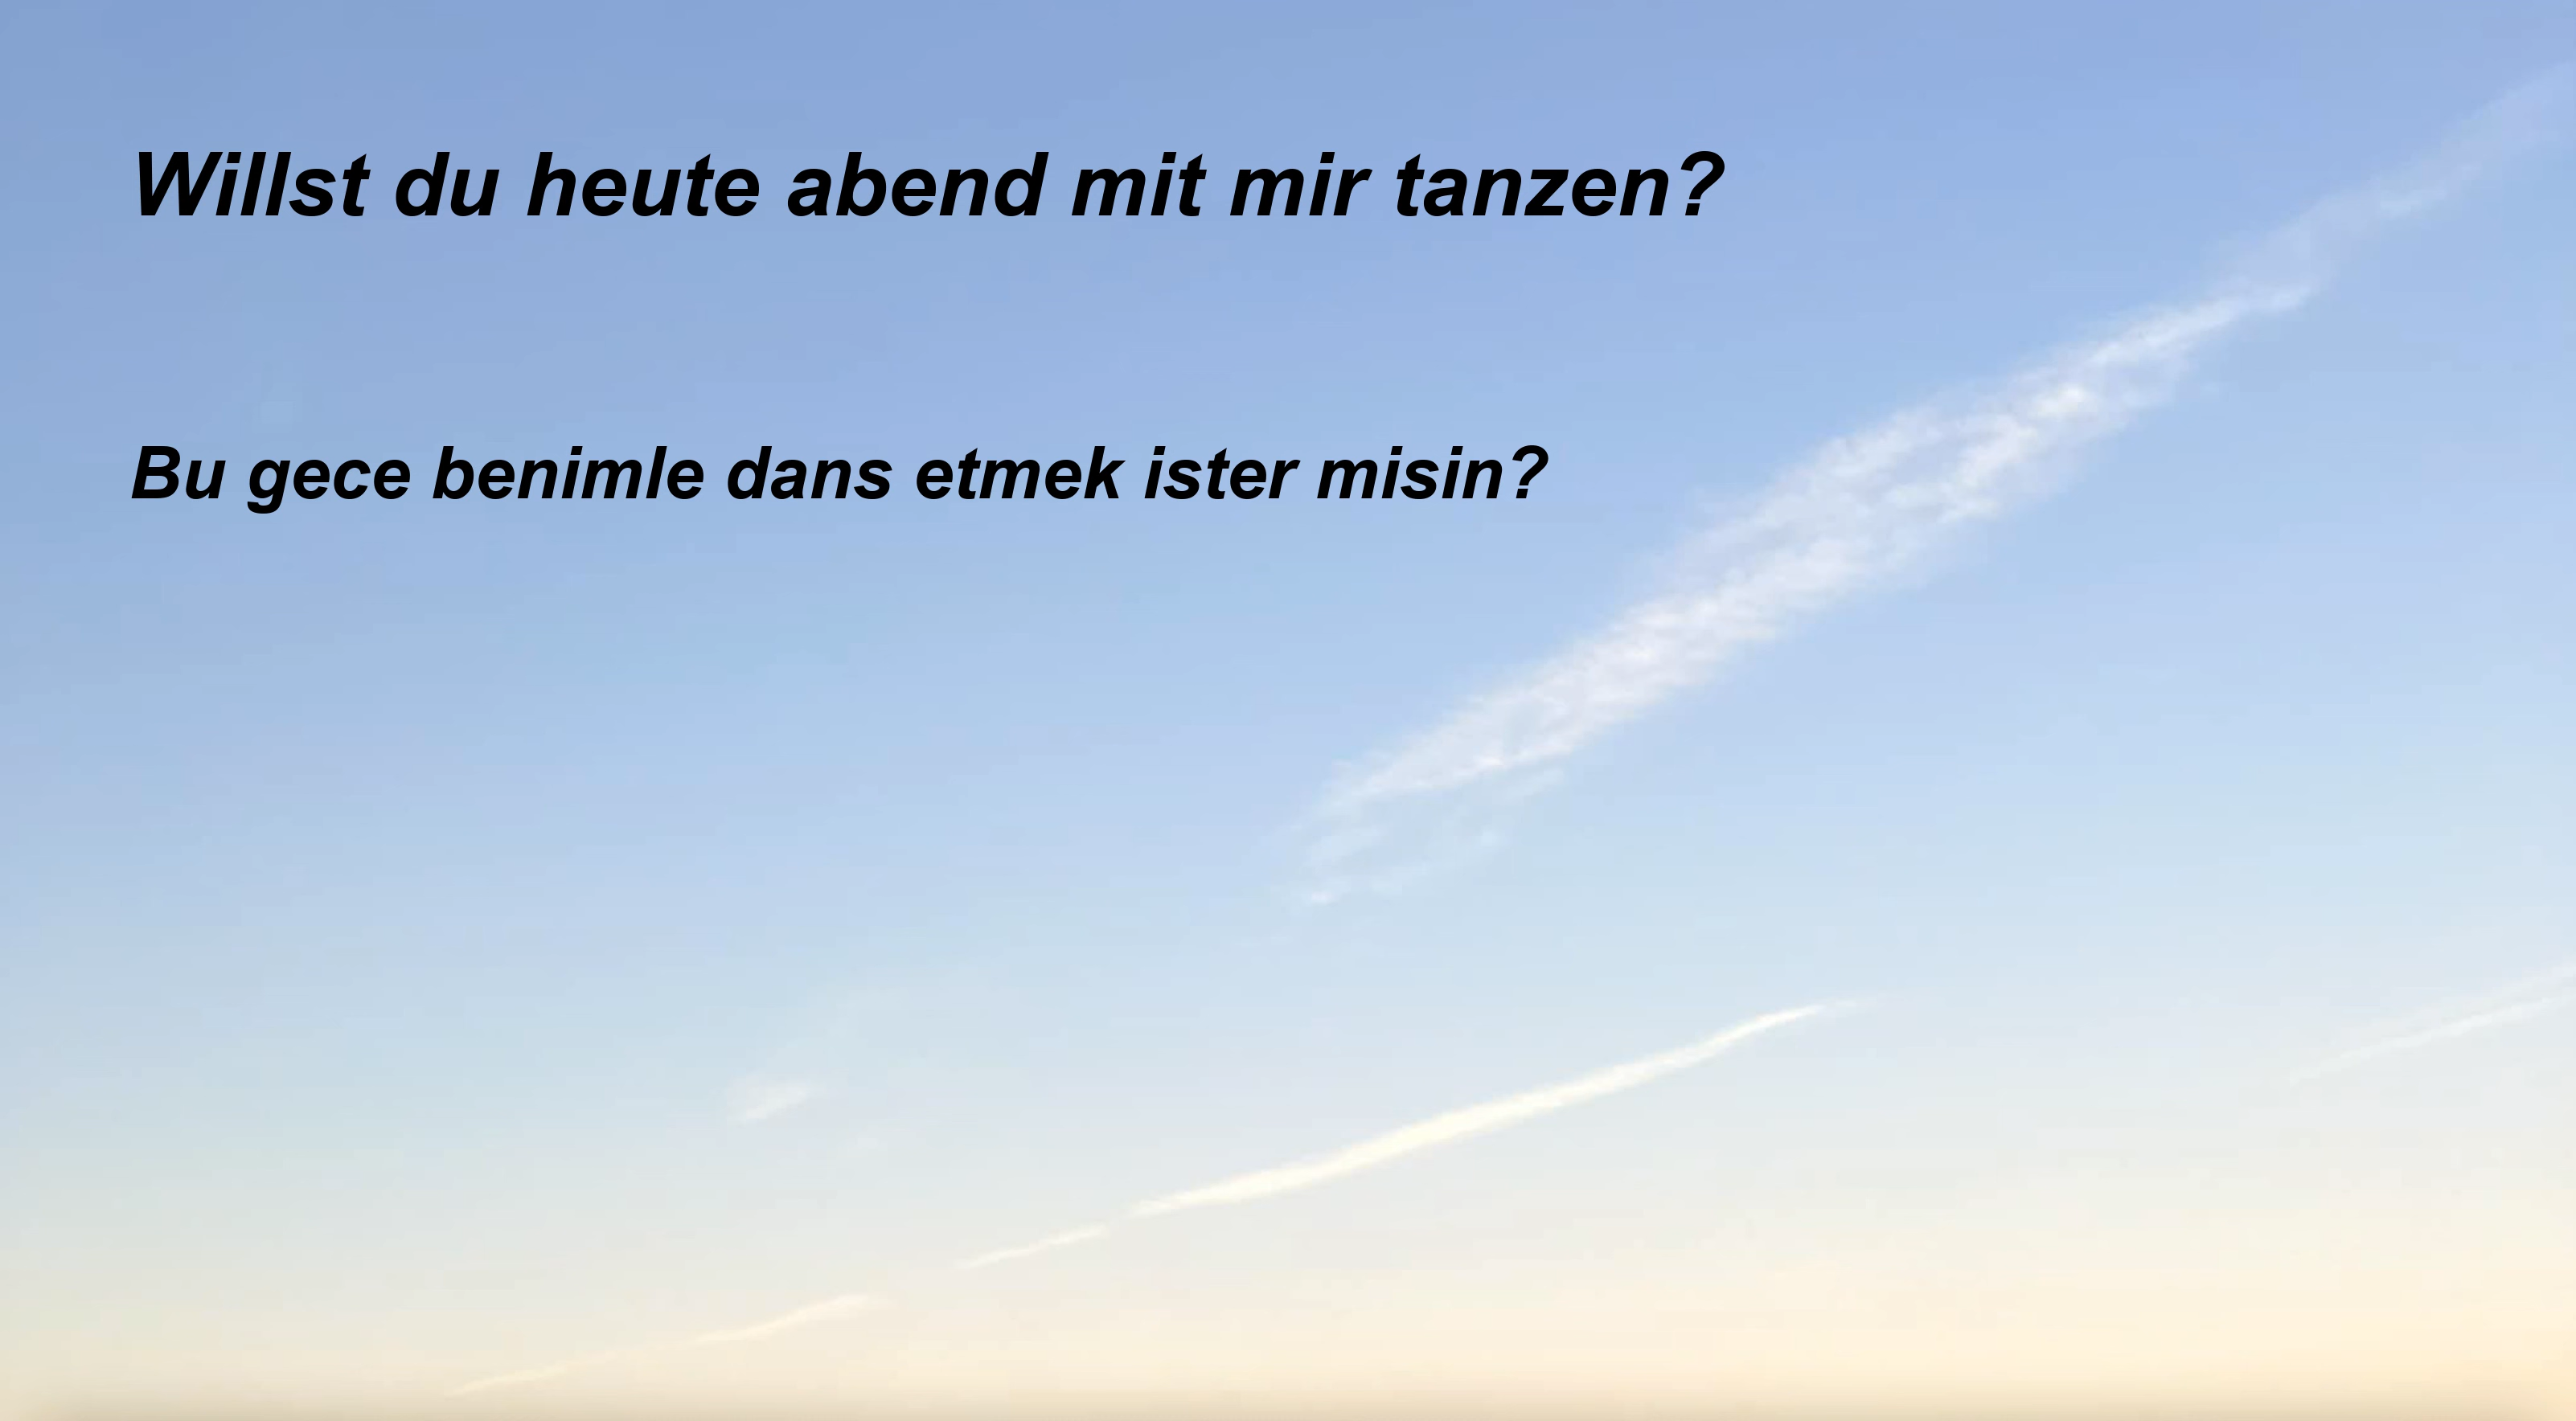 Willst du heute abend mit mir tanzen?
Bu gece benimle dans etmek ister misin?